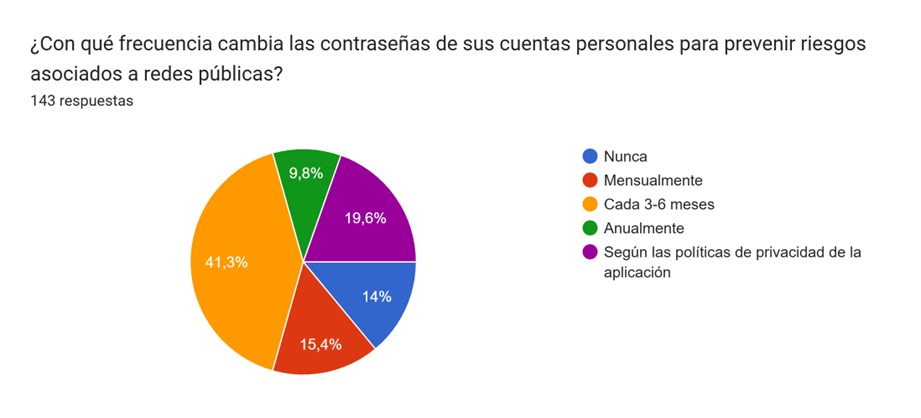 ¿Con qué frecuencia cambia las contraseñas de sus cuentas personales para prevenir riesgos
asociados a redes públicas?
143 respuestas
9,8%
19,6%
41,3%
14%
15,4%
Nunca
Mensualmente
Cada 3-6 meses
Anualmente
Según las políticas de privacidad de la
aplicación